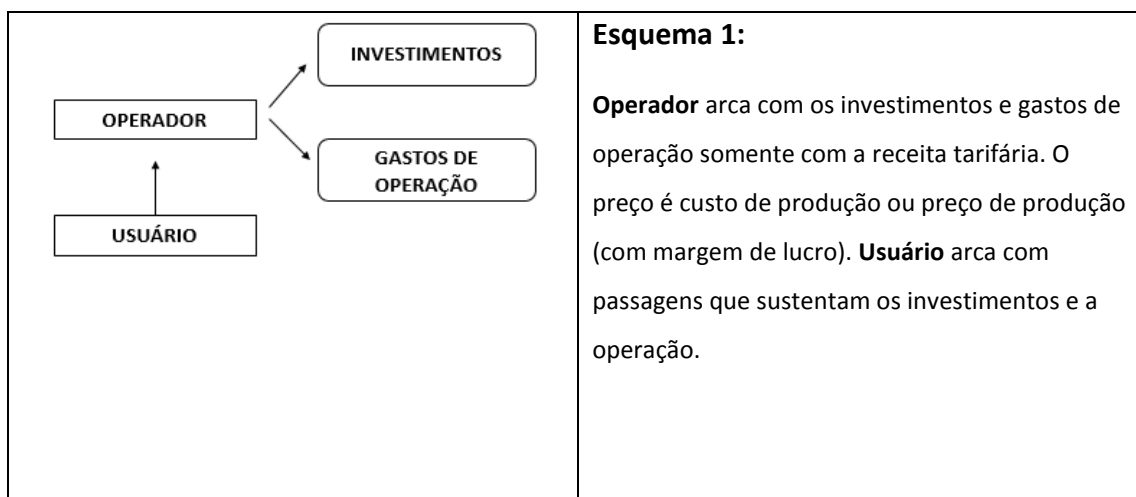 INVESTIMENTOS
OPERADOR
GASTOS DE
OPERAÇÃO
USUÁRIO
Esquema 1:
Operador arca com os investimentos e gastos de
operação somente com a receita tarifária. O
preço é custo de produção ou preço de produção
(com margem de lucro). Usuário arca com
passagens que sustentam os investimentos e a
operação.